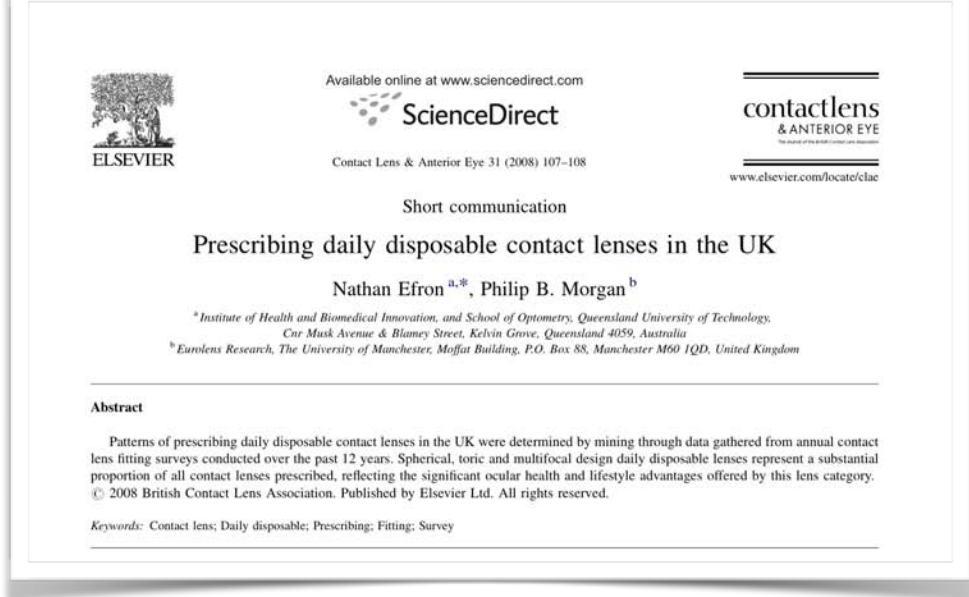 Available online at www.sciencedirect.com
ScienceDirect
ELSEVIER
contactlens
& ANTERIOR EYE
Contact Lens & Anterior Eye 31 (2008) 107–108
www.elsevier.com/locate/clae
Short communication
Prescribing daily disposable contact lenses in the UK
Nathan Efron a,*, Philip B. Morgan b
a Institute of Health and Biomedical Innovation, and School of Optometry, Queensland University of Technology,
Cnr Musk Avenue & Blamey Street, Kelvin Grove, Queensland 4059, Australia
b Eurolens Research, The University of Manchester, Moffat Building, P.O. Box 88, Manchester M60 1QD, United Kingdom
Abstract
Patterns of prescribing daily disposable contact lenses in the UK were determined by mining through data gathered from annual contact
lens fitting surveys conducted over the past 12 years. Spherical, toric and multifocal design daily disposable lenses represent a substantial
proportion of all contact lenses prescribed, reflecting the significant ocular health and lifestyle advantages offered by this lens category.
© 2008 British Contact Lens Association. Published by Elsevier Ltd. All rights reserved.
Keywords: Contact lens; Daily disposable; Prescribing; Fitting; Survey